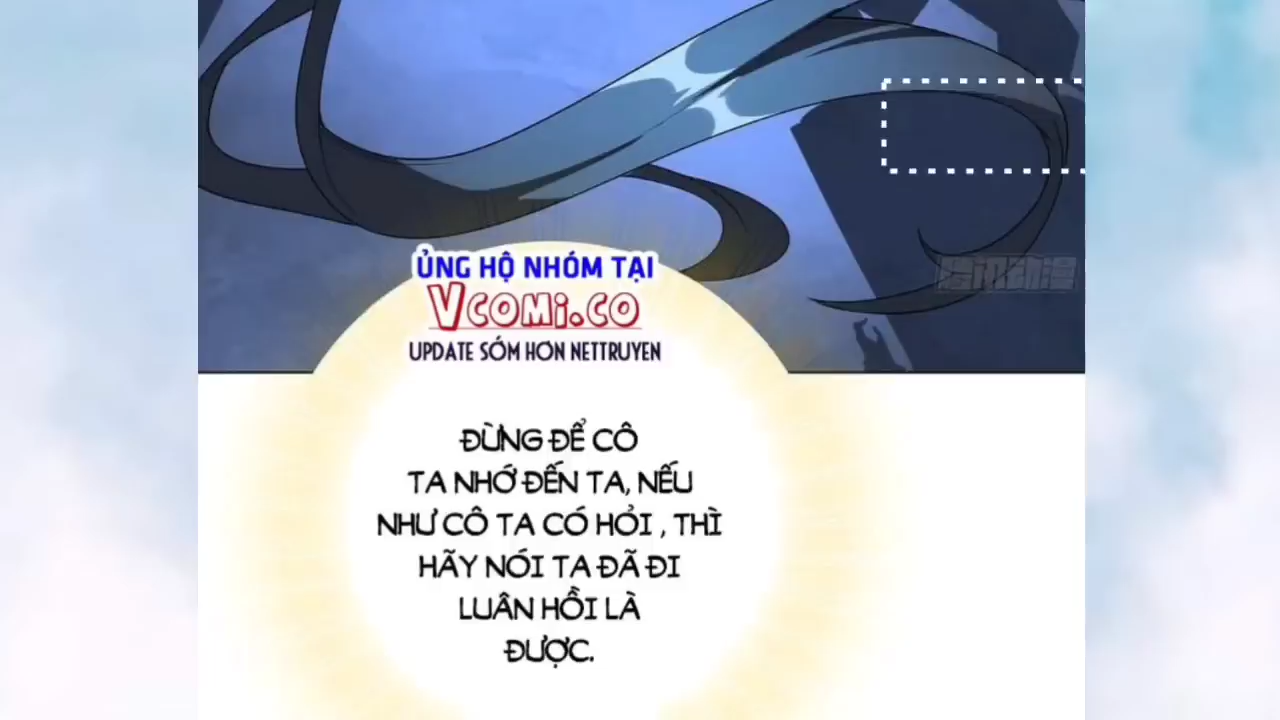 ỦNG HỘ NHÓM TẠI
VCOMI.CO
UPDATE SỚM HƠN NETTRUYEN
ĐỪNG ĐỂ CÔ
TA NHỚ ĐẾN TA, NẾU
NHƯ CÔ TA CÓ HỎI , THÌ
HÃY NÓI TA ĐÃ ĐI
LUÂN HỒI LÀ
ĐƯỢC.